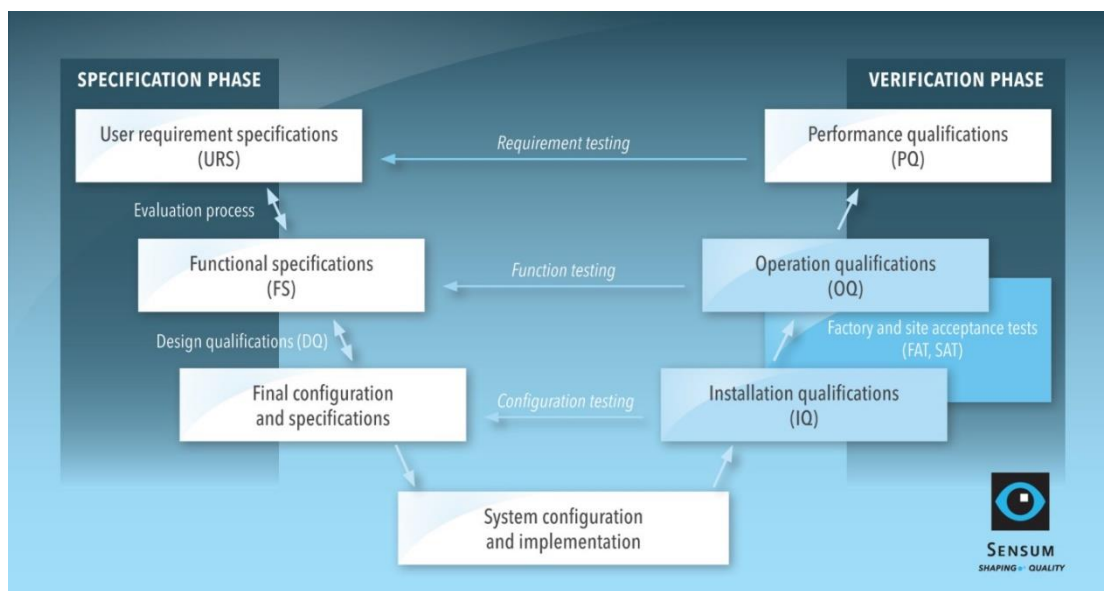 SPECIFICATION PHASE
VERIFICATION PHASE
User requirement specifications
(URS)
Requirement testing
Performance qualifications
(PQ)
Evaluation process
Functional specifications
(FS)
Function testing
Operation qualifications
(OQ)
Design qualifications (DQ)
Factory and site acceptance tests
(FAT, SAT)
Final configuration
and specifications
Configuration testing
Installation qualifications
(IQ)
System configuration
and implementation
SENSUM
SHAPING QUALITY